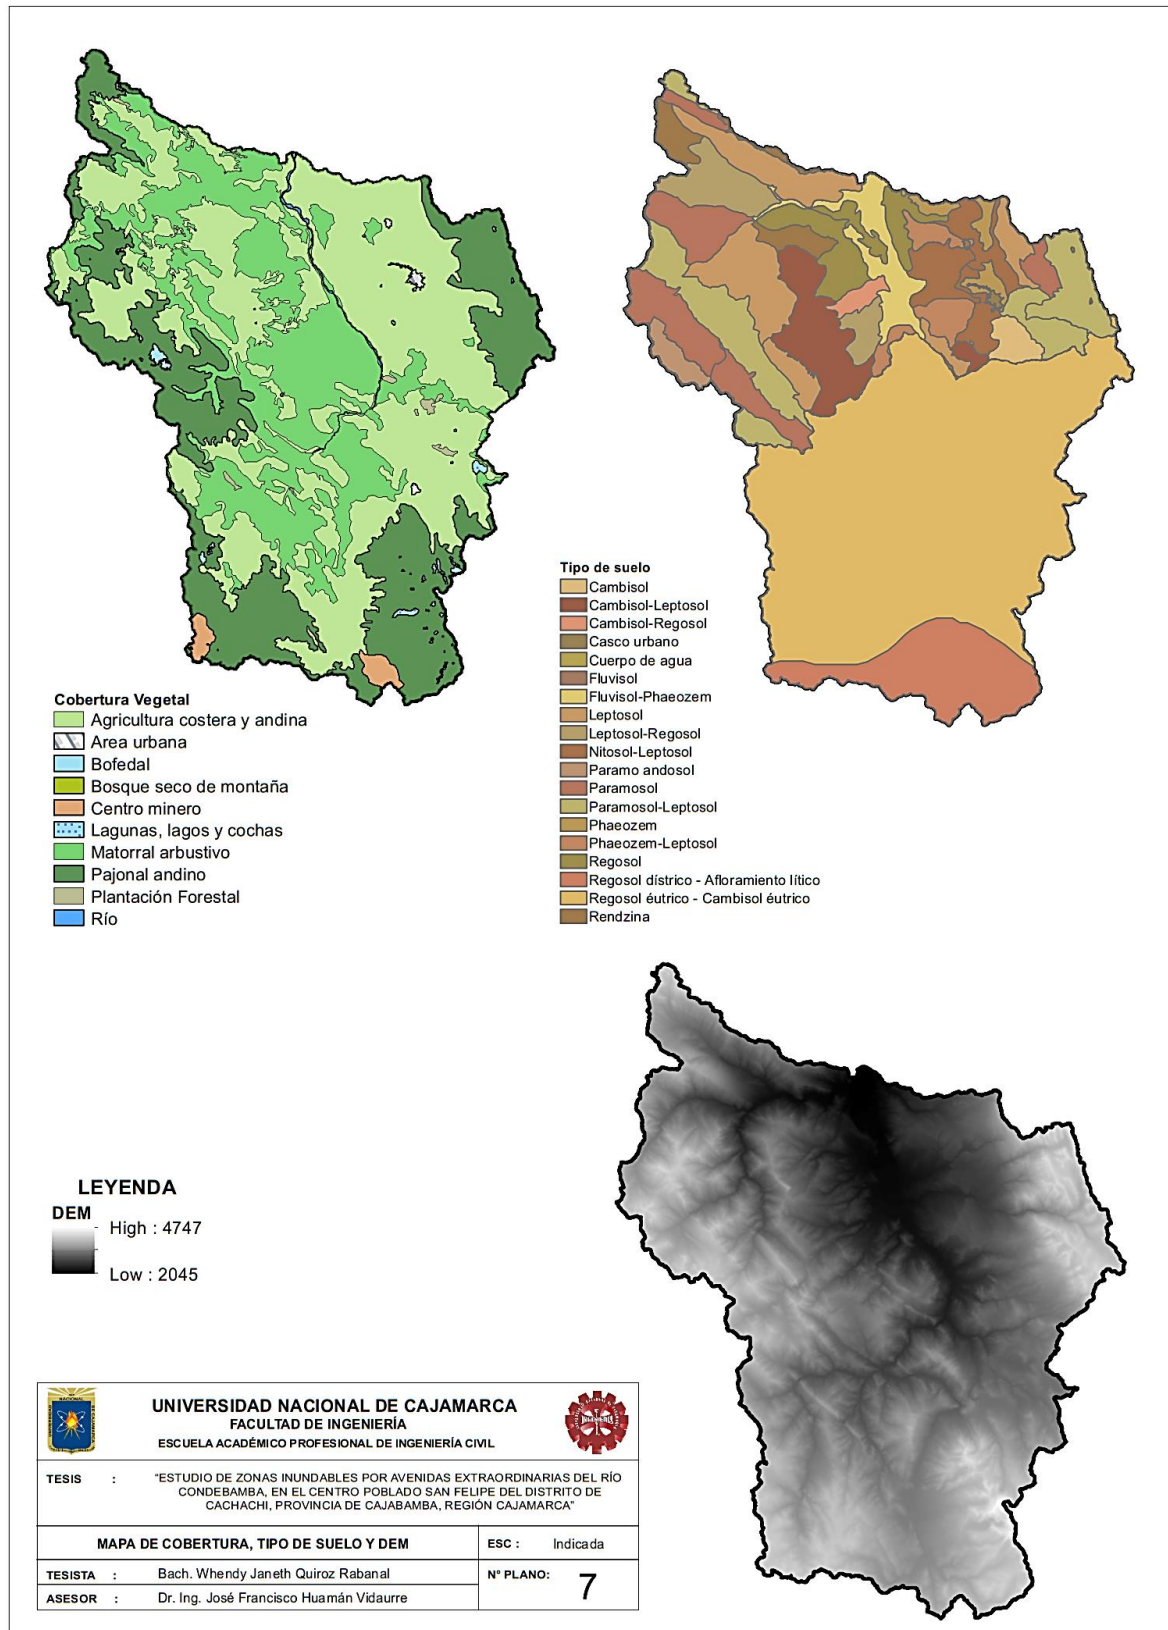 Cobertura Vegetal
Agricultura costera y andina
Area urbana
Bofedal
Bosque seco de montaña
Centro minero
Lagunas, lagos y cochas
Matorral arbustivo
Pajonal andino
Plantación Forestal
Río
Tipo de suelo
Cambisol
Cambisol-Leptosol
Cambisol-Regosol
Casco urbano
Cuerpo de agua
Fluvisol
Fluvisol-Phaeozem
Leptosol
Leptosol-Regosol
Nitosol-Leptosol
Paramo andosol
Paramosol
Paramosol-Leptosol
Phaeozem
Phaeozem-Leptosol
Regosol
Regosol dístrico - Afloramiento lítico
Regosol éutrico - Cambisol éutrico
Rendzina
LEYENDA
DEM
High : 4747
Low : 2045
UNIVERSIDAD NACIONAL DE CAJAMARCA
FACULTAD DE INGENIERÍA
ESCUELA ACADÉMICO PROFESIONAL DE INGENIERÍA CIVIL
TESIS : "ESTUDIO DE ZONAS INUNDABLES POR AVENIDAS EXTRAORDINARIAS DEL RÍO
CONDEBAMBA, EN EL CENTRO POBLADO SAN FELIPE DEL DISTRITO DE
CACHACHI, PROVINCIA DE CAJABAMBA, REGIÓN CAJAMARCA"
MAPA DE COBERTURA, TIPO DE SUELO Y DEM
ESC : Indicada
TESISTA : Bach. Whendy Janeth Quiroz Rabanal
ASESOR : Dr. Ing. José Francisco Huamán Vidaurre
N° PLANO: 7